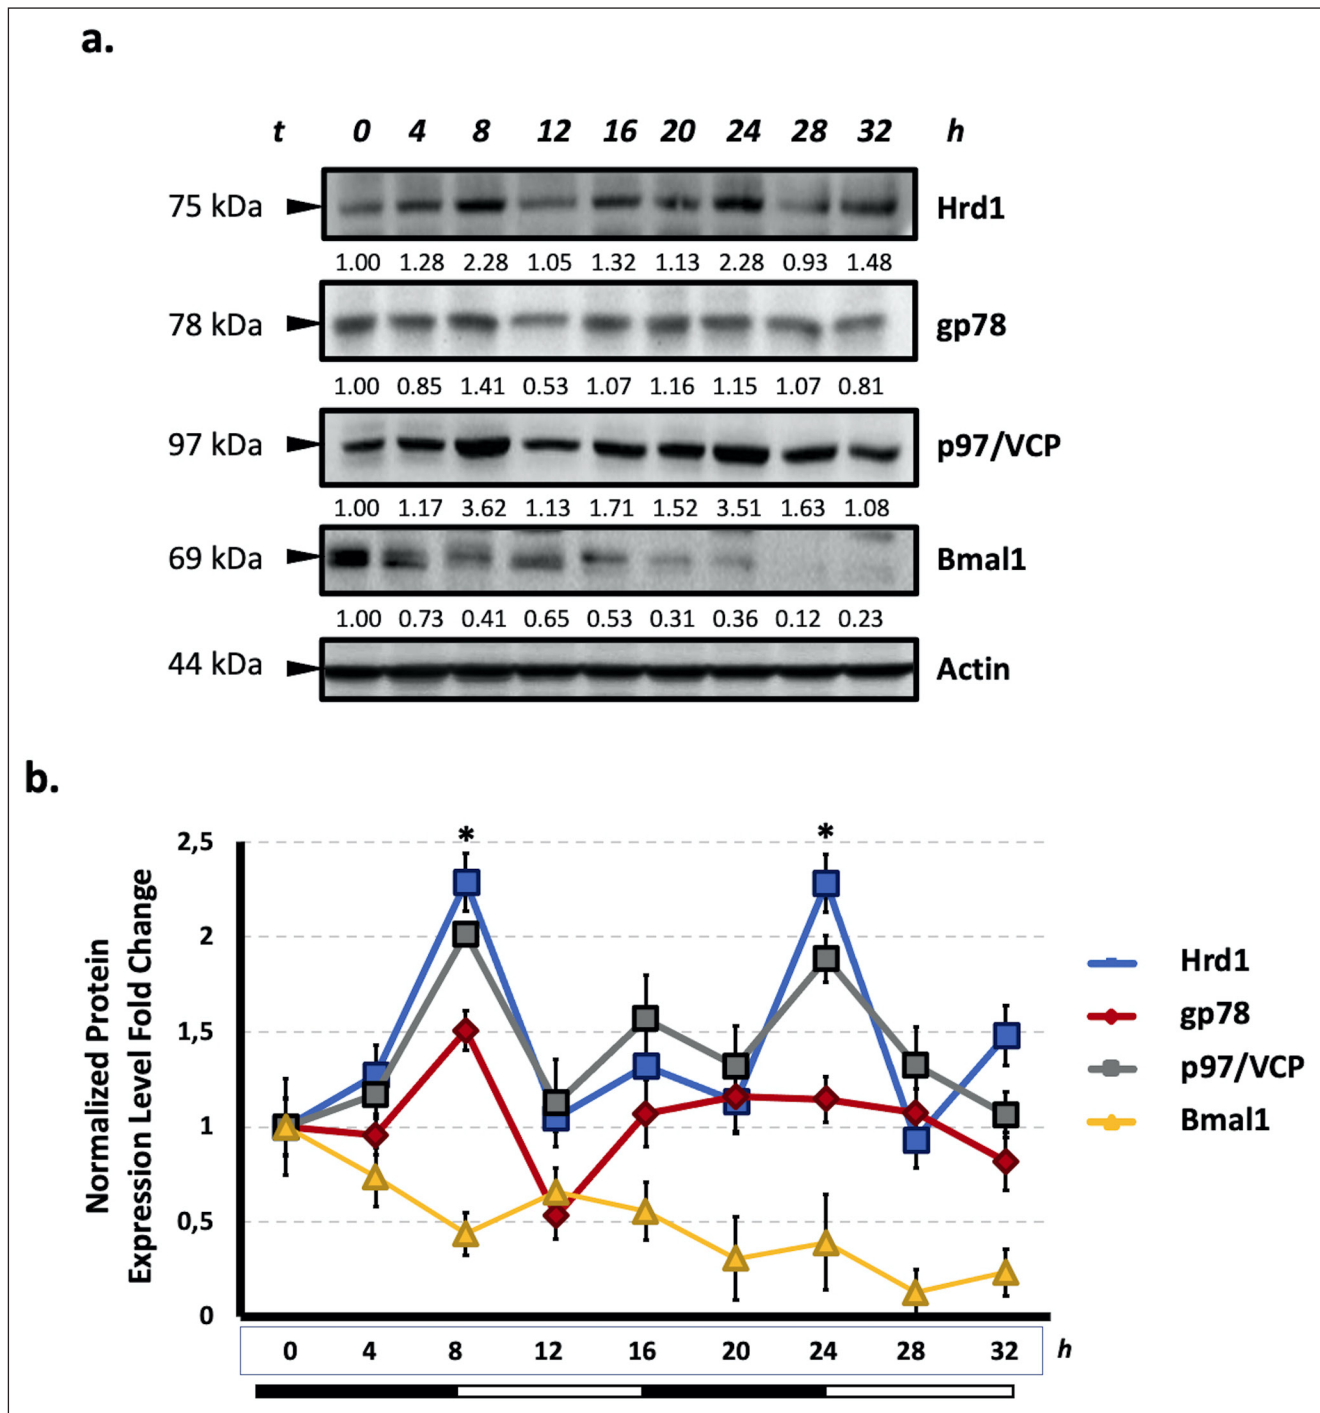 a.
t 0 4 8 12 16 20 24 28 32 h
75 kDa Hrd1
1.00 1.28 2.28 1.05 1.32 1.13 2.28 0.93 1.48
78 kDa gp78
1.00 0.85 1.41 0.53 1.07 1.16 1.15 1.07 0.81
97 kDa p97/VCP
1.00 1.17 3.62 1.13 1.71 1.52 3.51 1.63 1.08
69 kDa Bmal1
1.00 0.73 0.41 0.65 0.53 0.31 0.36 0.12 0.23
44 kDa Actin
b.
Normalized Protein
Expression Level Fold Change
2,5
2
1,5
1
0,5
0
* *
0 4 8 12 16 20 24 28 32 h
Hrd1
gp78
p97/VCP
Bmal1